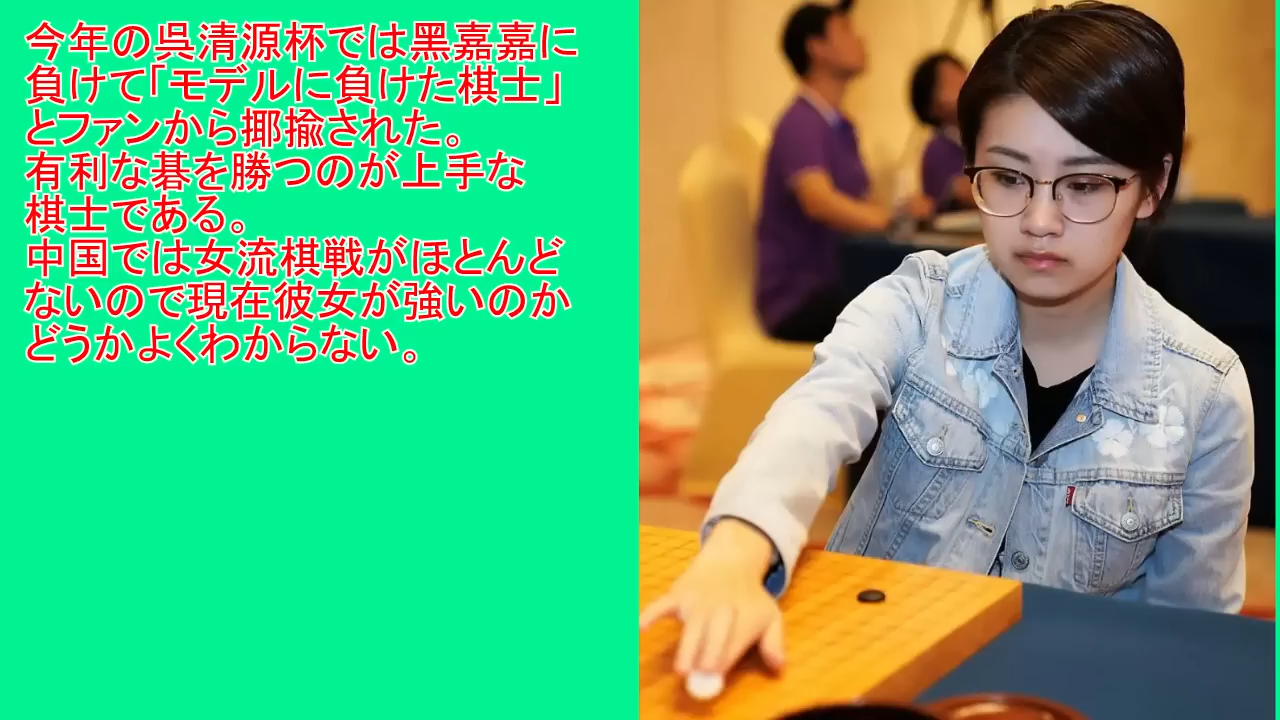 今年の呉清源杯では黑嘉嘉に
負けて「モデルに負けた棋士」
とファンから揶揄された。
有利な碁を勝つのが上手な
棋士である。
中国では女流棋戦がほとんど
ないので現在彼女が強いのか
どうかよくわからない。